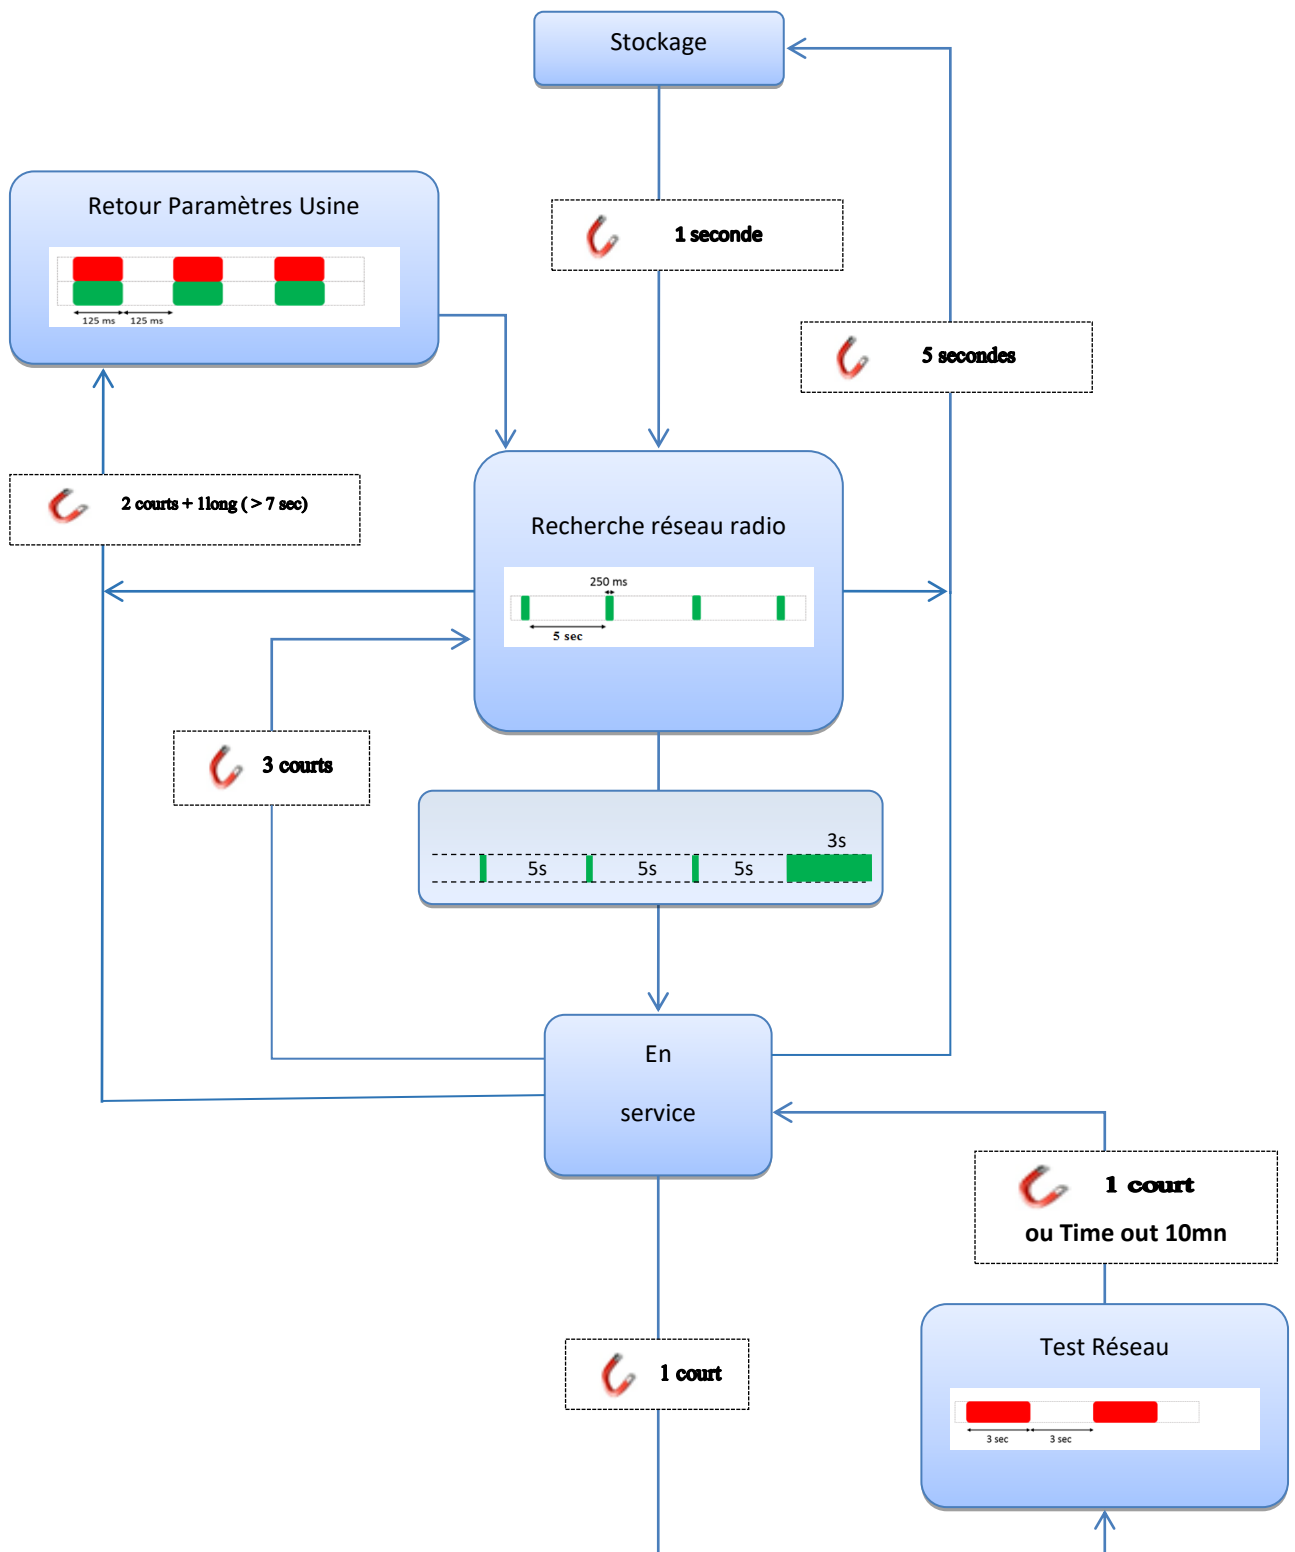 Stockage
Retour Paramètres Usine
125 ms 125 ms
1 seconde
5 secondes
2 courts + 1long ( > 7 sec)
Recherche réseau radio
250 ms
5 sec
3 courts
3s
5s 5s 5s
En
service
1 court
ou Time out 10mn
1 court
Test Réseau
3 sec 3 sec